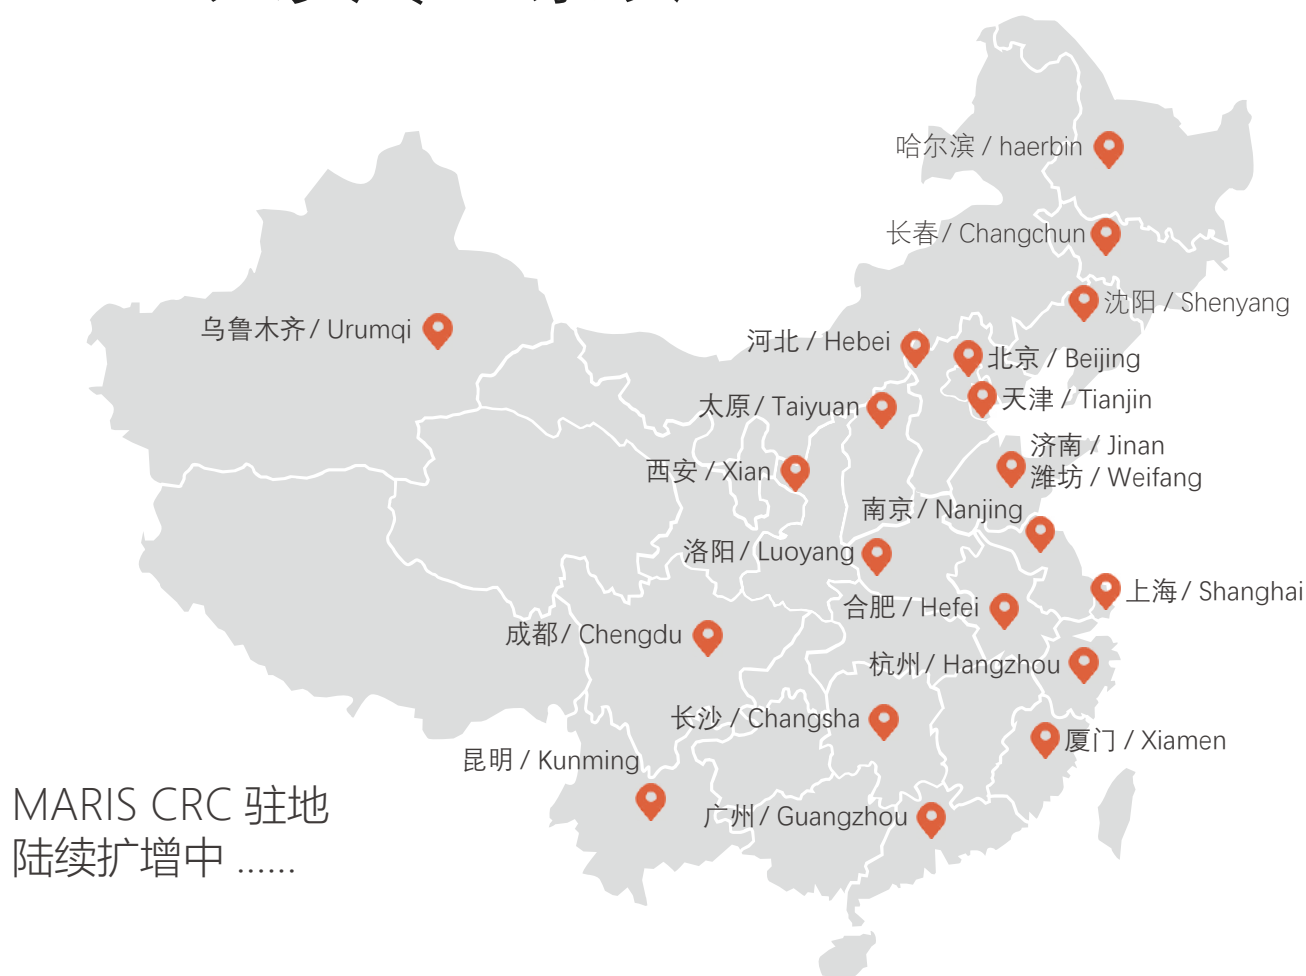 哈尔滨 / haerbin
长春 / Changchun
沈阳 / Shenyang
乌鲁木齐 / Urumqi
河北 / Hebei
北京 / Beijing
太原 / Taiyuan
天津 / Tianjin
济南 / Jinan
西安 / Xian
潍坊 / Weifang
南京 / Nanjing
洛阳 / Luoyang
上海 / Shanghai
合肥 / Hefei
成都 / Chengdu
杭州 / Hangzhou
长沙 / Changsha
厦门 / Xiamen
昆明 / Kunming
广州 / Guangzhou
MARIS CRC 驻地
陆续扩增中 ......